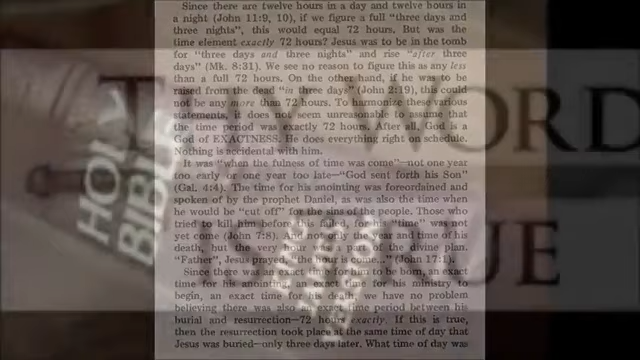 Since there are twelve hours in a day and twelve hours in
a night (John 11:9, 10), if we figure a full "three days and
three nights", this would equal 72 hours. But was the
time element exactly 72 hours? Jesus was to be in the tomb
for "three days and three nights" and rise "after three
days" (Mk. 8:31). We see no reason to figure this as any less
than a full 72 hours. On the other hand, if he was to be
raised from the dead "in three days" (John 2:19), this could
not be any more than 72 hours. To harmonize these various
statements, it does not seem unreasonable to assume that
the time period was exactly 72 hours. After all, God is a
God of EXACTNESS. He does everything right on schedule.
Nothing is accidental with him.
It was "when the fulness of time was come"—not one year
too early or one year too late—"God sent forth his Son"
(Gal. 4:4). The time for his anointing was foreordained and
spoken of by the prophet Daniel, as was also the time when
he would be "cut off" for the sins of the people. Those who
tried to kill him before this failed, for his "time" was not
yet come (John 7:8). And not only the year and time of his
death, but the very hour was a part of the divine plan.
"Father", Jesus prayed, "the hour is come..." (John 17:1).
Since there was an exact time for him to be born, an exact
time for his anointing, an exact time for his ministry to
begin, an exact time for his death, we have no problem
believing there was also an exact time period between his
burial and resurrection—72 hours exactly. If this is true,
then the resurrection took place at the same time of day that
Jesus was buried—only three days later. What time of day was
HOLY
BIBLE
WORD
UE